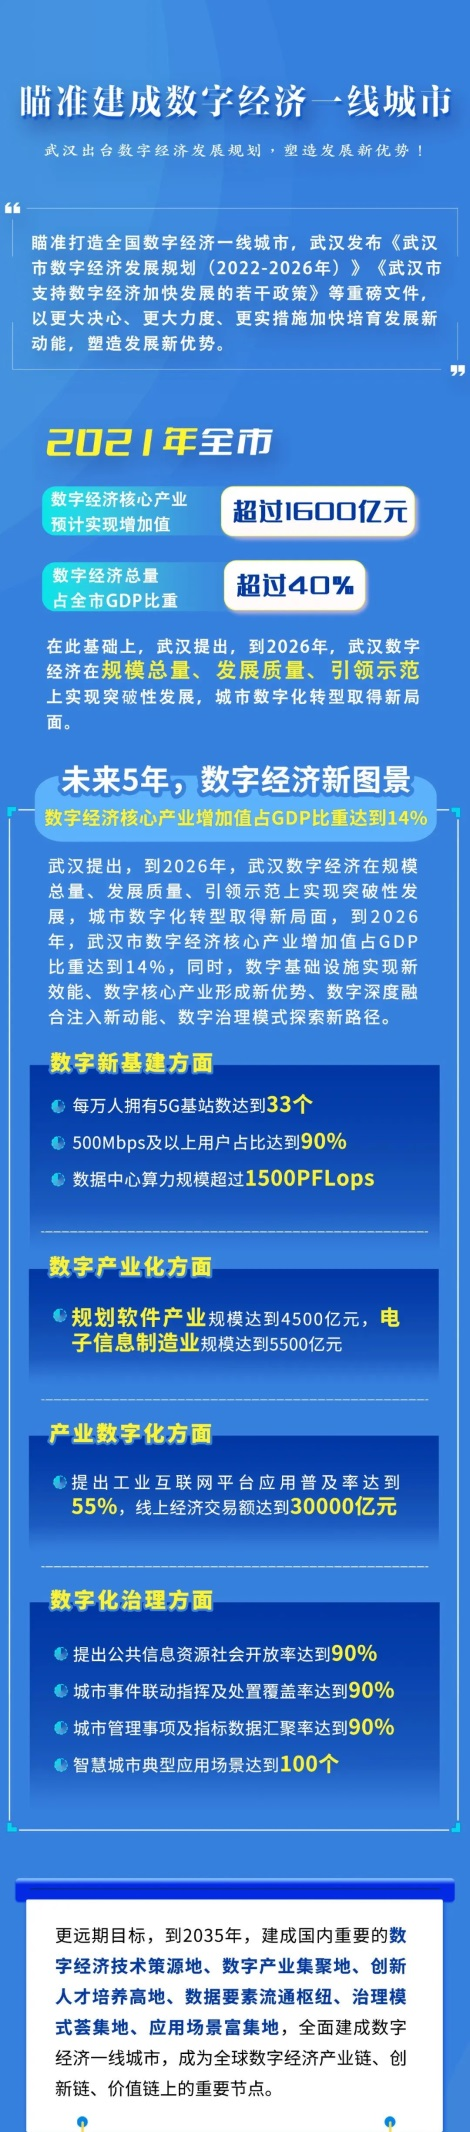 瞄准建成数字经济一线城市
武汉出台数字经济发展规划，塑造发展新优势！
“
瞄准打造全国数字经济一线城市，武汉发布《武汉
市数字经济发展规划（2022-2026年）》《武汉市
支持数字经济加快发展的若干政策》等重磅文件，
以更大决心、更大力度、更实措施加快培育发展新
动能，塑造发展新优势。
”
2021年全市
数字经济核心产业
预计实现增加值
超过1600亿元
数字经济总量
占全市GDP比重
超过40%
在此基础上，武汉提出，到2026年，武汉数字
经济在规模总量、发展质量、引领示范
上实现突破性发展，城市数字化转型取得新局
面。
未来5年，数字经济新图景
数字经济核心产业增加值占GDP比重达到14%
武汉提出，到2026年，武汉数字经济在规模
总量、发展质量、引领示范上实现突破性发
展，城市数字化转型取得新局面，到2026
年，武汉市数字经济核心产业增加值占GDP
比重达到14%，同时，数字基础设施实现新
效能、数字核心产业形成新优势、数字深度融
合注入新动能、数字治理模式探索新路径。
数字新基建方面
每万人拥有5G基站数达到33个
500Mbps及以上用户占比达到90%
数据中心算力规模超过1500PFLops
数字产业化方面
规划软件产业规模达到4500亿元，电
子信息制造业规模达到5500亿元
产业数字化方面
提出工业互联网平台应用普及率达到
55%，线上经济交易额达到30000亿元
数字化治理方面
提出公共信息资源社会开放率达到90%
城市事件联动指挥及处置覆盖率达到90%
城市管理事项及指标数据汇聚率达到90%
智慧城市典型应用场景达到100个
更远期目标，到2035年，建成国内重要的数
字经济技术策源地、数字产业集聚地、创新
人才培养高地、数据要素流通枢纽、治理模
式荟集地、应用场景富集地，全面建成数字
经济一线城市，成为全球数字经济产业链、创
新链、价值链上的重要节点。